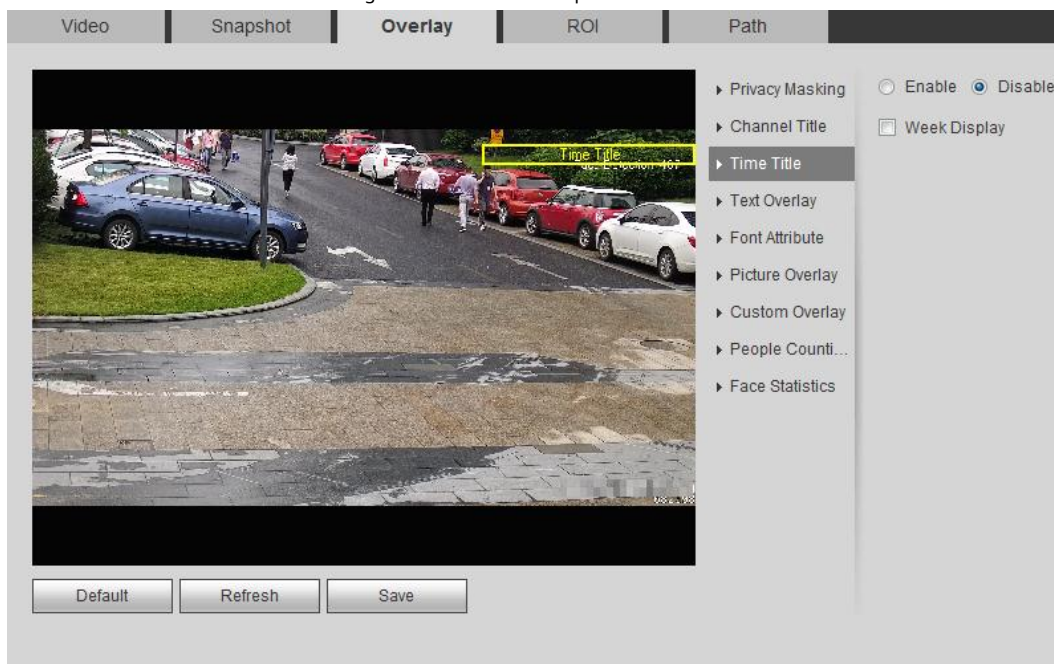 Video Snapshot Overlay ROI Path
Privacy Masking
Enable Disable
Channel Title
Week Display
Time Title
Time Title
Text Overlay
Font Attribute
Picture Overlay
Custom Overlay
People Counti...
Face Statistics
Default Refresh Save